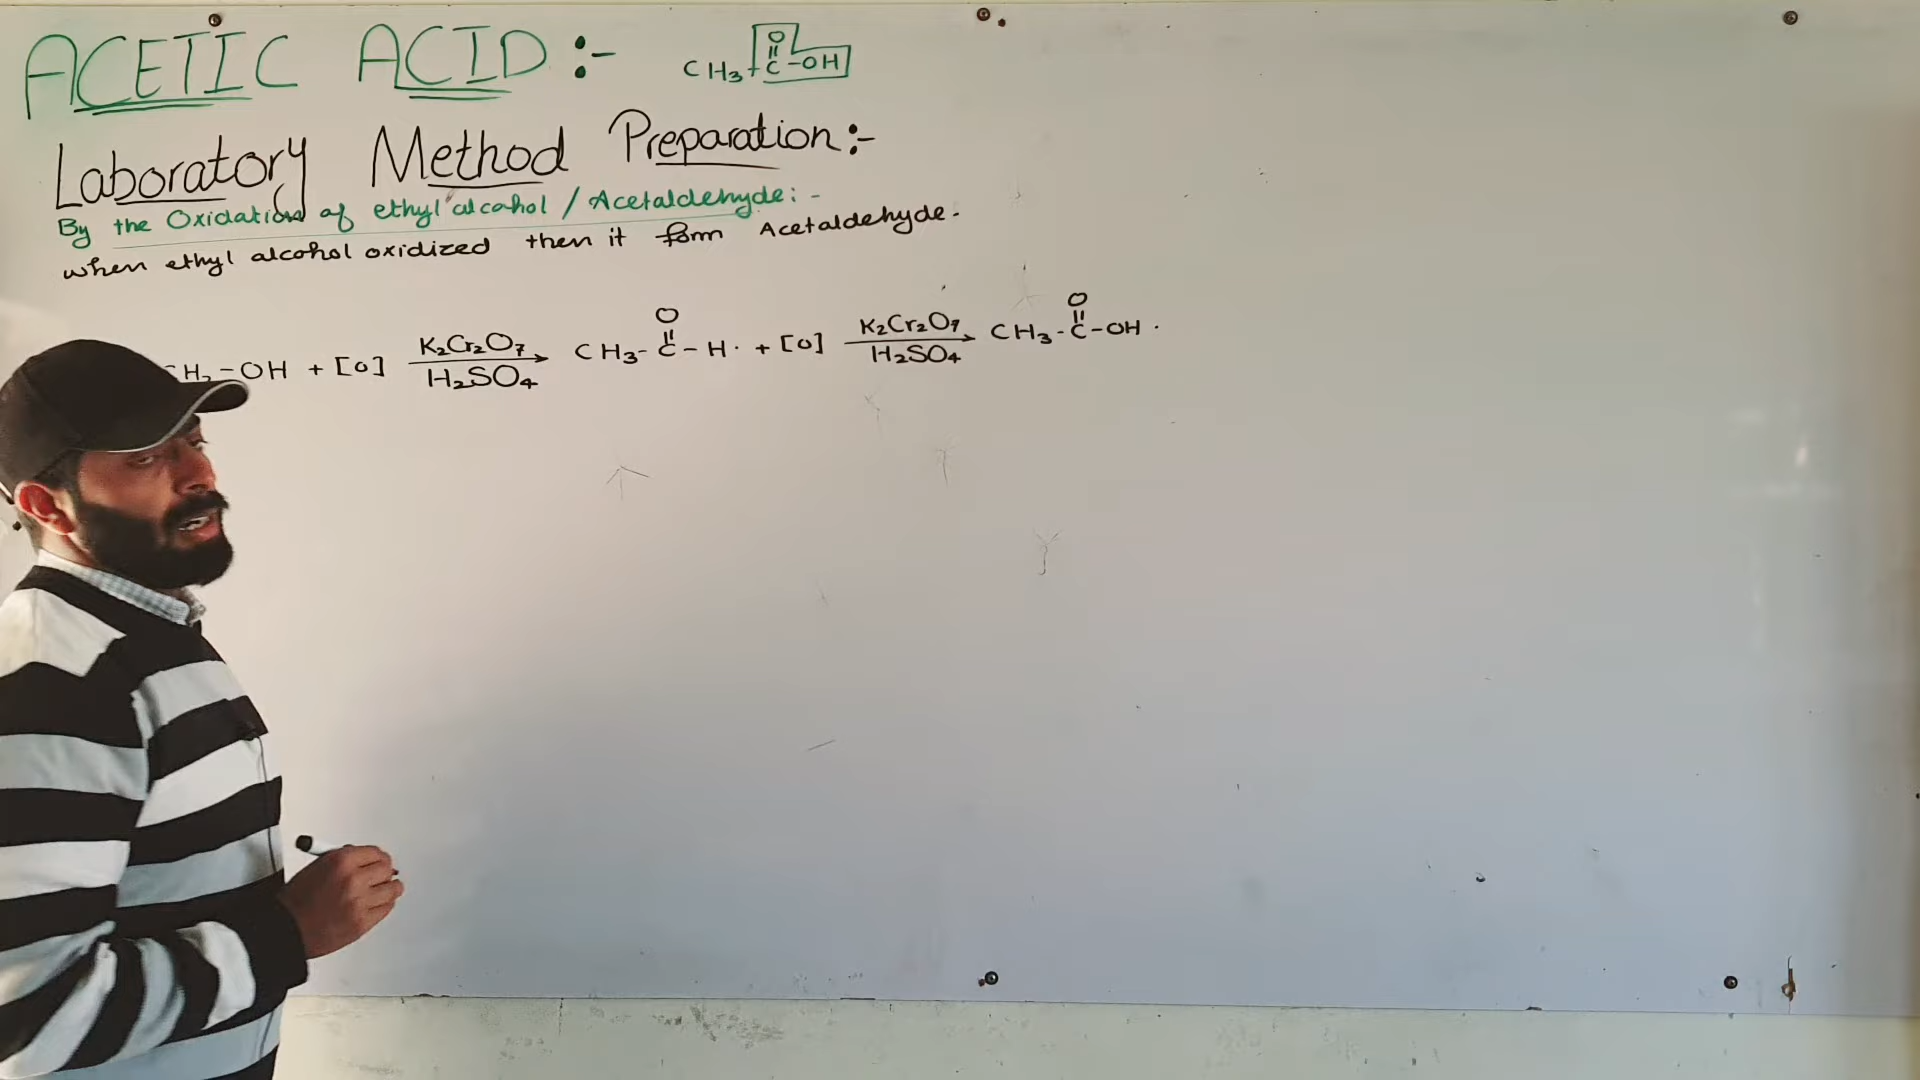 ACETIC ACID :- CH3-C-OH
O
Laboratory Method Preparation:-
By the Oxidation of ethyl alcohol / Acetaldehyde:-
when ethyl alcohol oxidized then it form Acetaldehyde.
O O
CH2-OH + [O] K2Cr2O7 CH3-C-H. + [O] K2Cr2O7 CH3-C-OH.
H2SO4 H2SO4